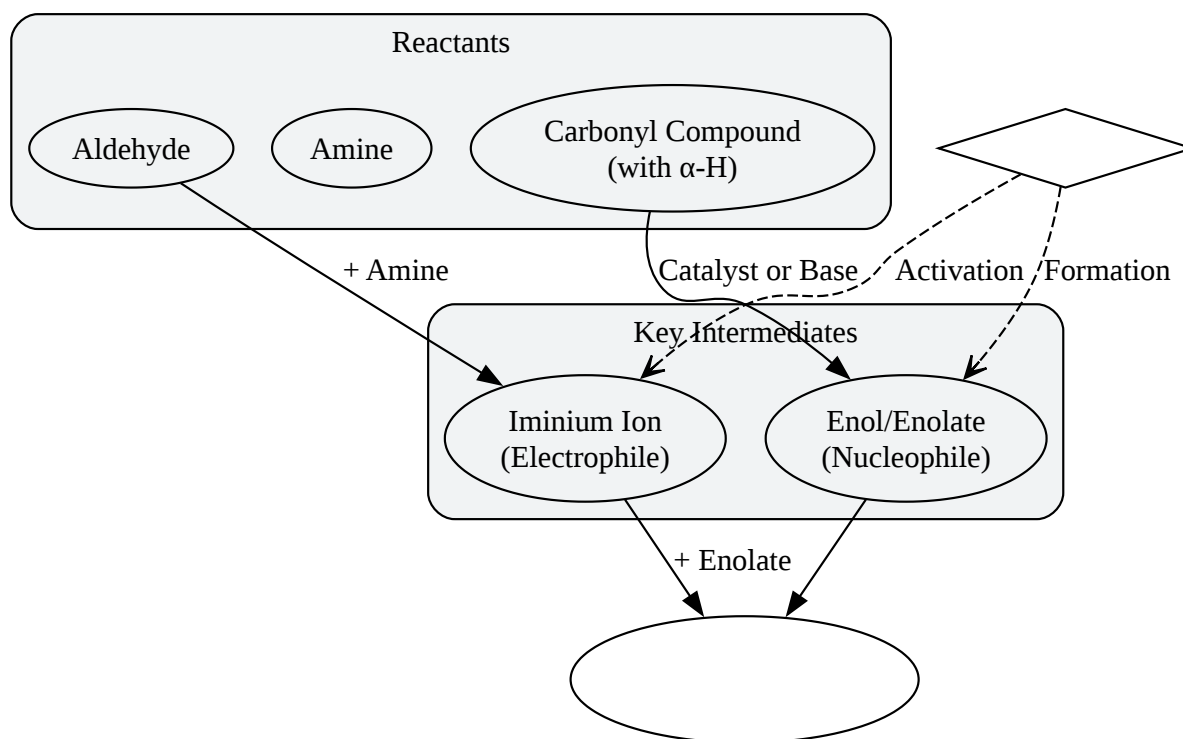 Reactants
Aldehyde
Amine
Carbonyl Compound
(with α-H)
+ Amine
Catalyst or Base
Activation
Formation
Key Intermediates
Iminium Ion
(Electrophile)
Enol/Enolate
(Nucleophile)
+ Enolate